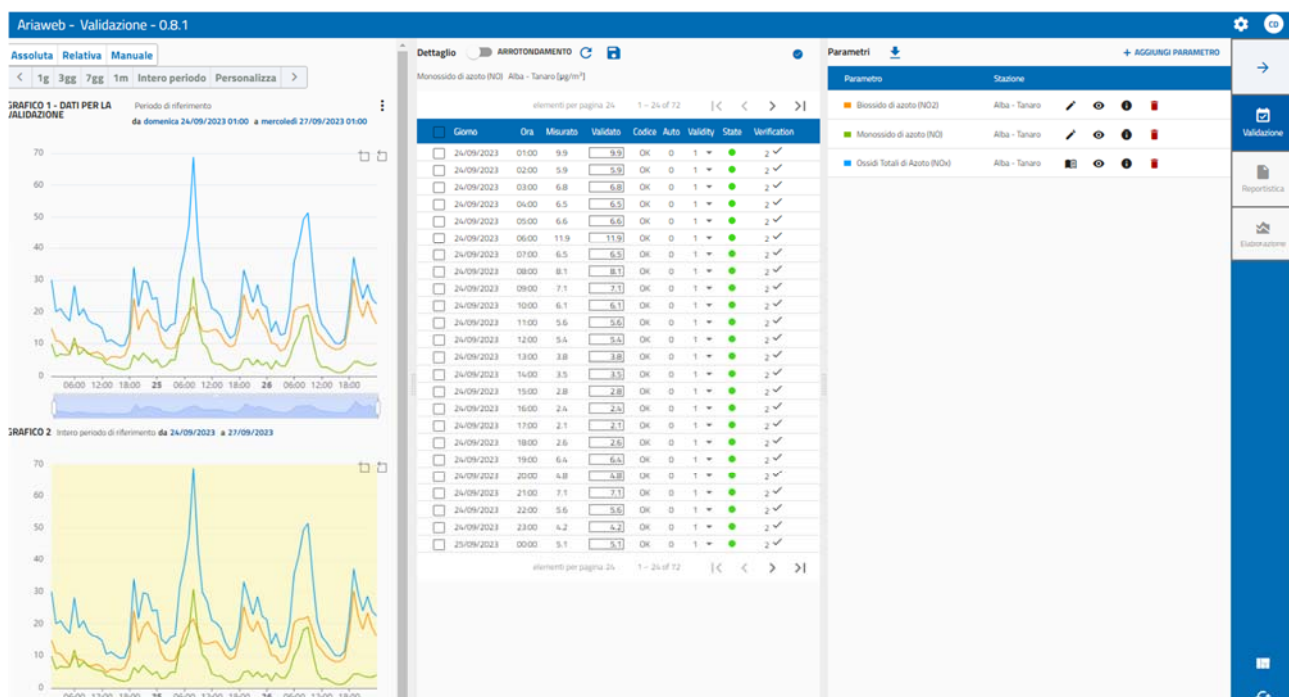 Ariaweb - Validazione - 0.8.1
CD
Assoluta Relativa Manuale
1g 3gg 7gg 1m Intero periodo Personalizza
GRAFICO 1 - DATI PER LA VALIDAZIONE
Periodo di riferimento
da domenica 24/09/2023 01:00 a mercoledì 27/09/2023 01:00
70
60
50
40
30
20
10
0
06:00 12:00 18:00 25 06:00 12:00 18:00 26 06:00 12:00 18:00
GRAFICO 2 Intero periodo di riferimento da 24/09/2023 a 27/09/2023
70
60
50
40
30
20
10
0
06:00 12:00 18:00 25 06:00 12:00 18:00 26 06:00 12:00 18:00
Dettaglio ARROTONDAMENTO
Monossido di azoto (NO) Alba - Tanaro [µg/m³]
elementi per pagina 24 1 – 24 of 72
Giorno Ora Misurato Validato Codice Auto Validity State Verification
24/09/2023 01:00 9.9 9.9 OK 0 1 2
24/09/2023 02:00 5.9 5.9 OK 0 1 2
24/09/2023 03:00 6.8 6.8 OK 0 1 2
24/09/2023 04:00 6.5 6.5 OK 0 1 2
24/09/2023 05:00 6.6 6.6 OK 0 1 2
24/09/2023 06:00 11.9 11.9 OK 0 1 2
24/09/2023 07:00 6.5 6.5 OK 0 1 2
24/09/2023 08:00 8.1 8.1 OK 0 1 2
24/09/2023 09:00 7.1 7.1 OK 0 1 2
24/09/2023 10:00 6.1 6.1 OK 0 1 2
24/09/2023 11:00 5.6 5.6 OK 0 1 2
24/09/2023 12:00 5.4 5.4 OK 0 1 2
24/09/2023 13:00 3.8 3.8 OK 0 1 2
24/09/2023 14:00 3.5 3.5 OK 0 1 2
24/09/2023 15:00 2.8 2.8 OK 0 1 2
24/09/2023 16:00 2.4 2.4 OK 0 1 2
24/09/2023 17:00 2.1 2.1 OK 0 1 2
24/09/2023 18:00 2.6 2.6 OK 0 1 2
24/09/2023 19:00 6.4 6.4 OK 0 1 2
24/09/2023 20:00 4.8 4.8 OK 0 1 2
24/09/2023 21:00 7.1 7.1 OK 0 1 2
24/09/2023 22:00 5.6 5.6 OK 0 1 2
24/09/2023 23:00 4.2 4.2 OK 0 1 2
25/09/2023 00:00 5.1 5.1 OK 0 1 2
elementi per pagina 24 1 – 24 of 72
Parametri + AGGIUNGI PARAMETRO
Parametro Stazione
Biossido di azoto (NO2) Alba - Tanaro
Monossido di azoto (NO) Alba - Tanaro
Ossidi Totali di Azoto (NOx) Alba - Tanaro
Validazione
Reportistica
Elaborazione